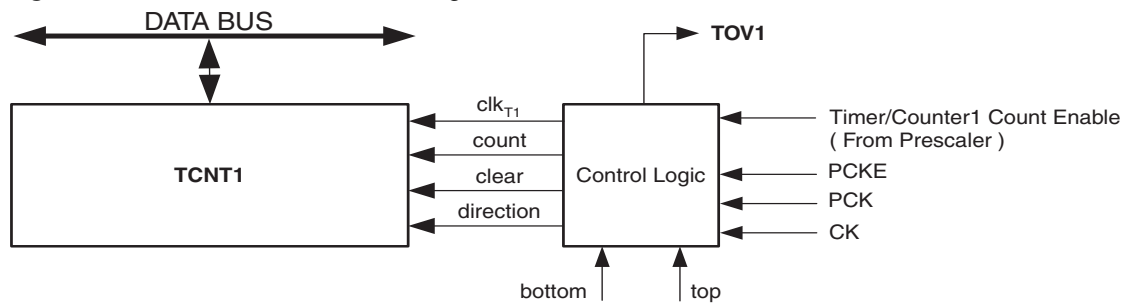 DATA BUS
TOV1
clkT1
count
clear
direction
TCNT1
Control Logic
Timer/Counter1 Count Enable
( From Prescaler )
PCKE
PCK
CK
bottom
top